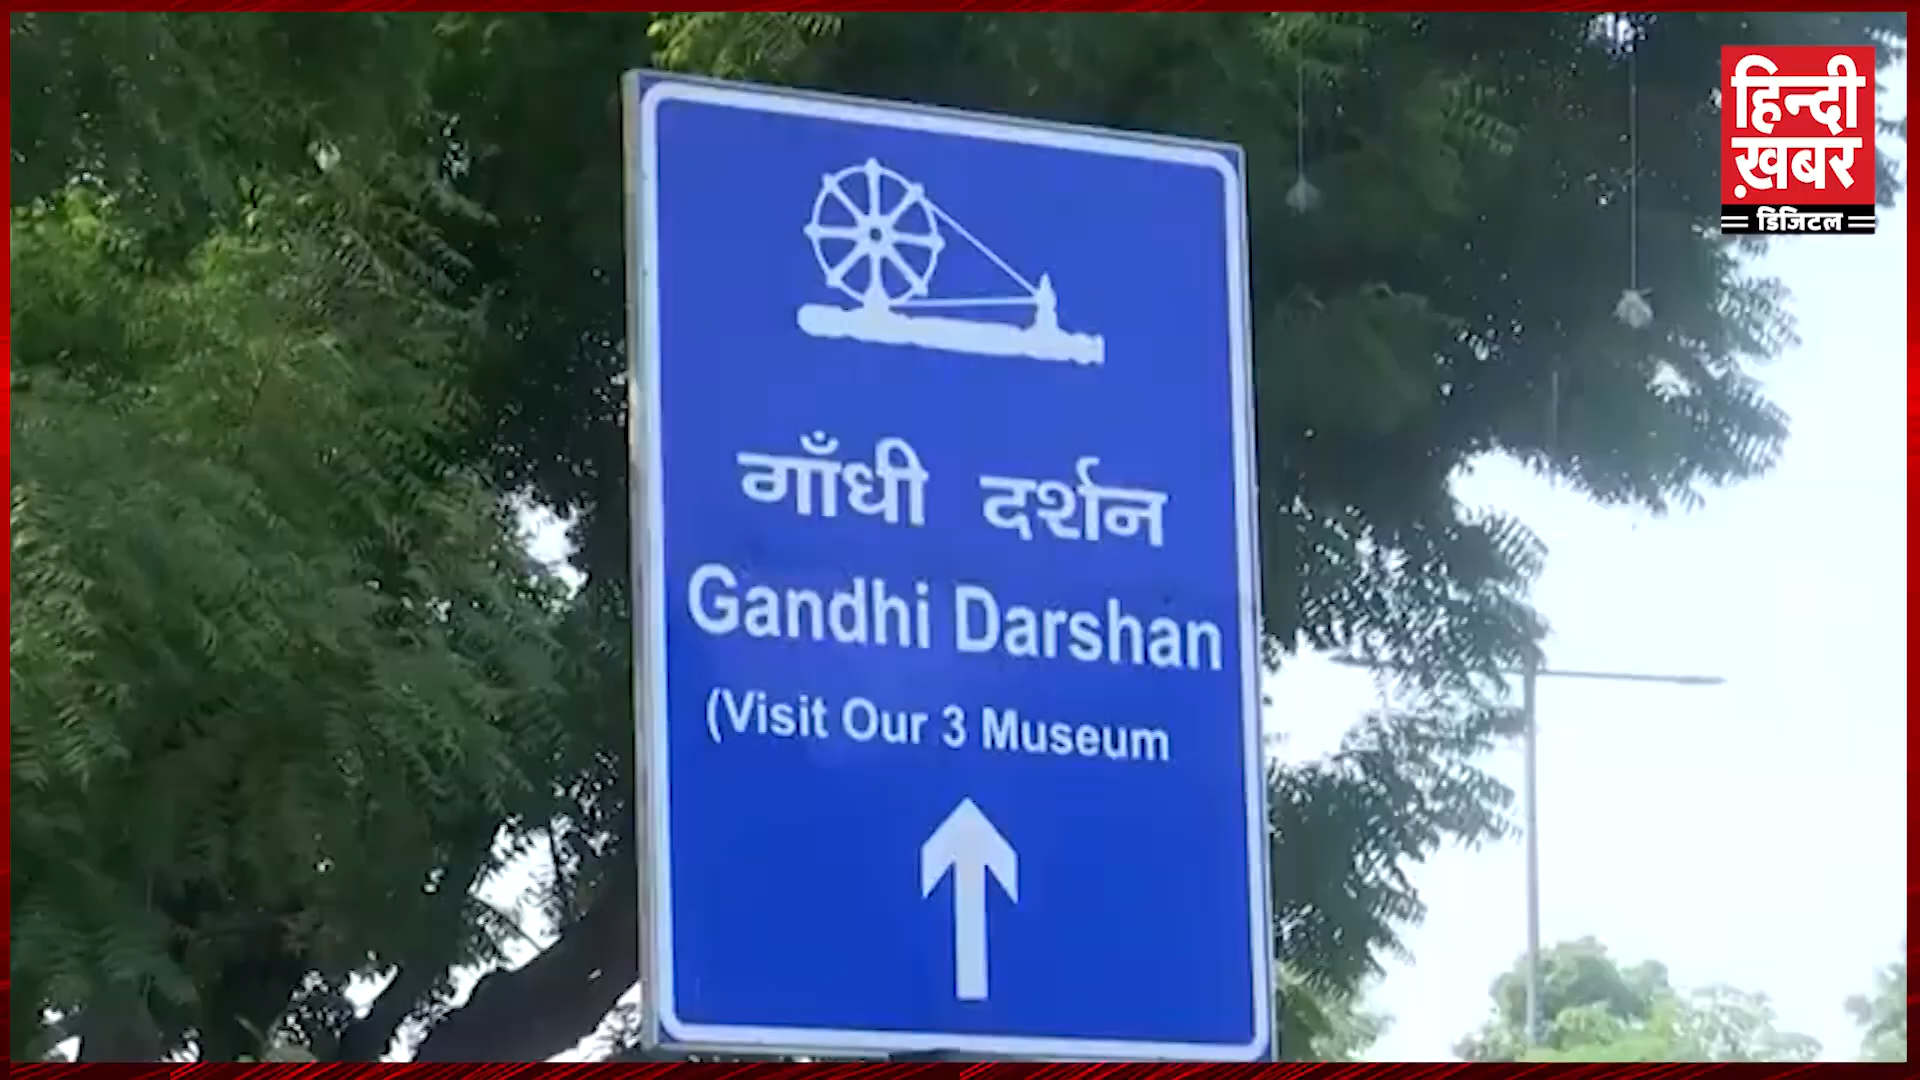 हिन्दी
ख़बर
डिजिटल
गाँधी दर्शन
Gandhi Darshan
(Visit Our 3 Museum